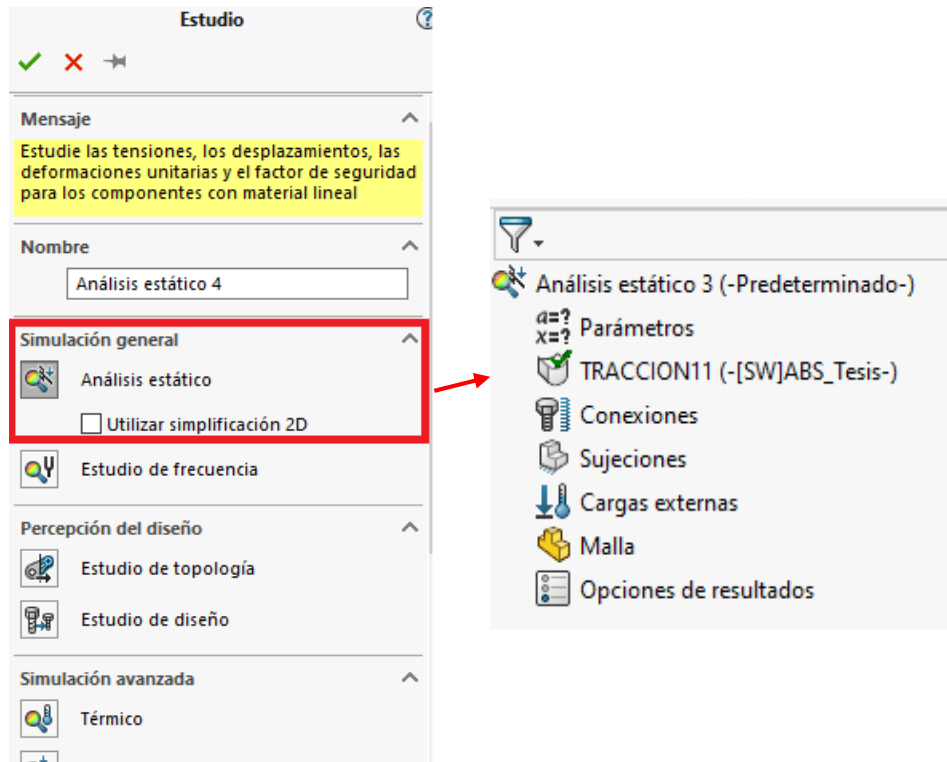 Estudio
Mensaje
Estudie las tensiones, los desplazamientos, las
deformaciones unitarias y el factor de seguridad
para los componentes con material lineal
Nombre
Análisis estático 4
Simulación general
Análisis estático
Utilizar simplificación 2D
Estudio de frecuencia
Percepción del diseño
Estudio de topología
Estudio de diseño
Simulación avanzada
Térmico
Análisis estático 3 (-Predeterminado-)
a=?
x=? Parámetros
TRACCION11 (-[SW]ABS_Tesis-)
Conexiones
Sujeciones
Cargas externas
Malla
Opciones de resultados